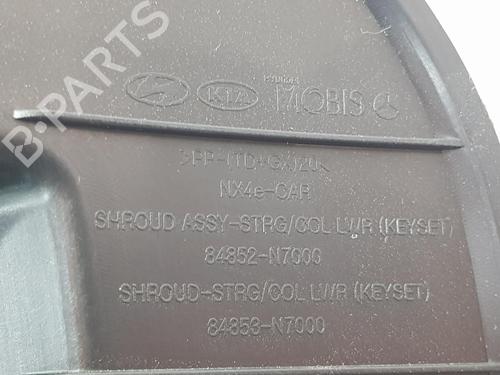 KIA MOBIS
>PP-(TD+GX)20<
NX4e-CAR
SHROUD ASSY-STRG/COL LWR (KEYSET)
84852-N7000
SHROUD-STRG/COL LWR (KEYSET)
84853-N7000
B-PARTS